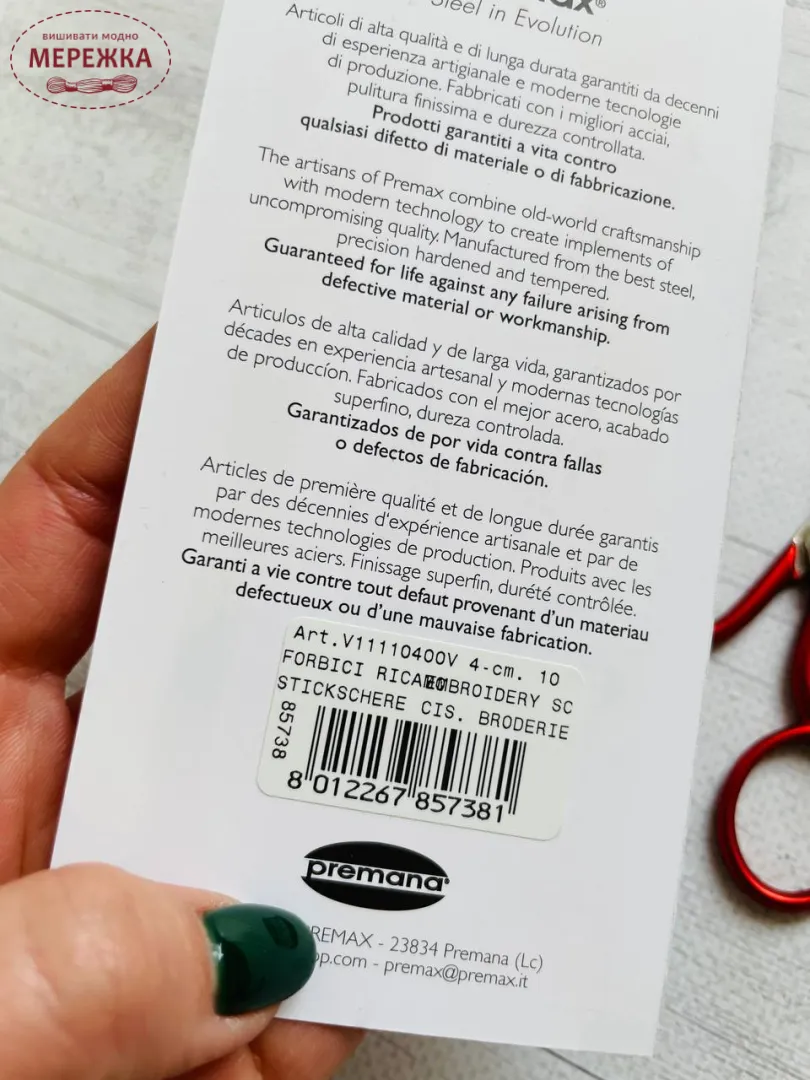 вишивати модно
МЕРЕЖКА
Steel in Evolution
Articoli di alta qualità e di lunga durata garantiti da decenni
di esperienza artigianale e moderne tecnologie
di produzione. Fabbricati con i migliori acciai,
pulitura finissima e durezza controllata.
Prodotti garantiti a vita contro
qualsiasi difetto di materiale o di fabbricazione.
The artisans of Premax combine old-world craftsmanship
with modern technology to create implements of
uncompromising quality. Manufactured from the best steel,
precision hardened and tempered.
Guaranteed for life against any failure arising from
defective material or workmanship.
Articulos de alta calidad y de larga vida, garantizados por
décadas en experiencia artesanal y modernas tecnologías
de produccíon. Fabricados con el mejor acero, acabado
superfino, dureza controlada.
Garantizados de por vida contra fallas
o defectos de fabricación.
Articles de première qualité et de longue durée garantis
par des décennies d'expérience artisanale et par de
modernes technologies de production. Produits avec les
meilleures aciers. Finissage superfin, durété contrôlée.
Garanti a vie contre tout defaut provenant d'un materiau
defectueux ou d'une mauvaise fabrication.
Art.V11110400V 4-cm. 10
FORBICI RICAMO EMBROIDERY SC
STICKSCHERE CIS. BRODERIE
85738
8 012267 857381
premana®
REMAX - 23834 Premana (Lc)
.com - premax@premax.it